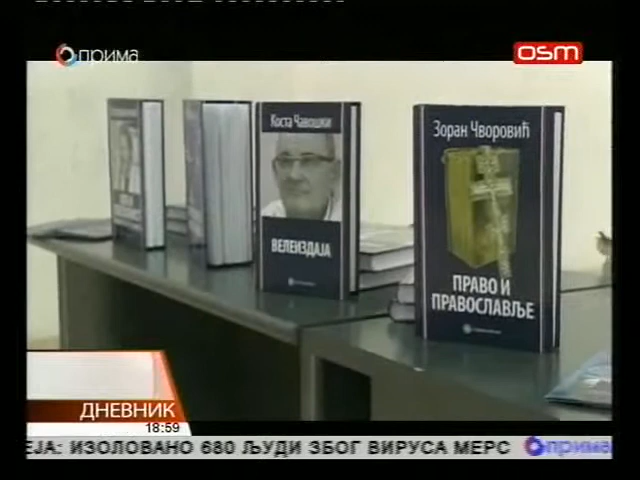 прима
OSM
Коста Чавошки
ВЕЛЕИЗДАЈА
Зоран Чворовић
ПРАВО И
ПРАВОСЛАВЉЕ
ДНЕВНИК
18:59
ЕЈА: ИЗОЛОВАНО 680 ЉУДИ ЗБОГ ВИРУСА МЕРС
прима